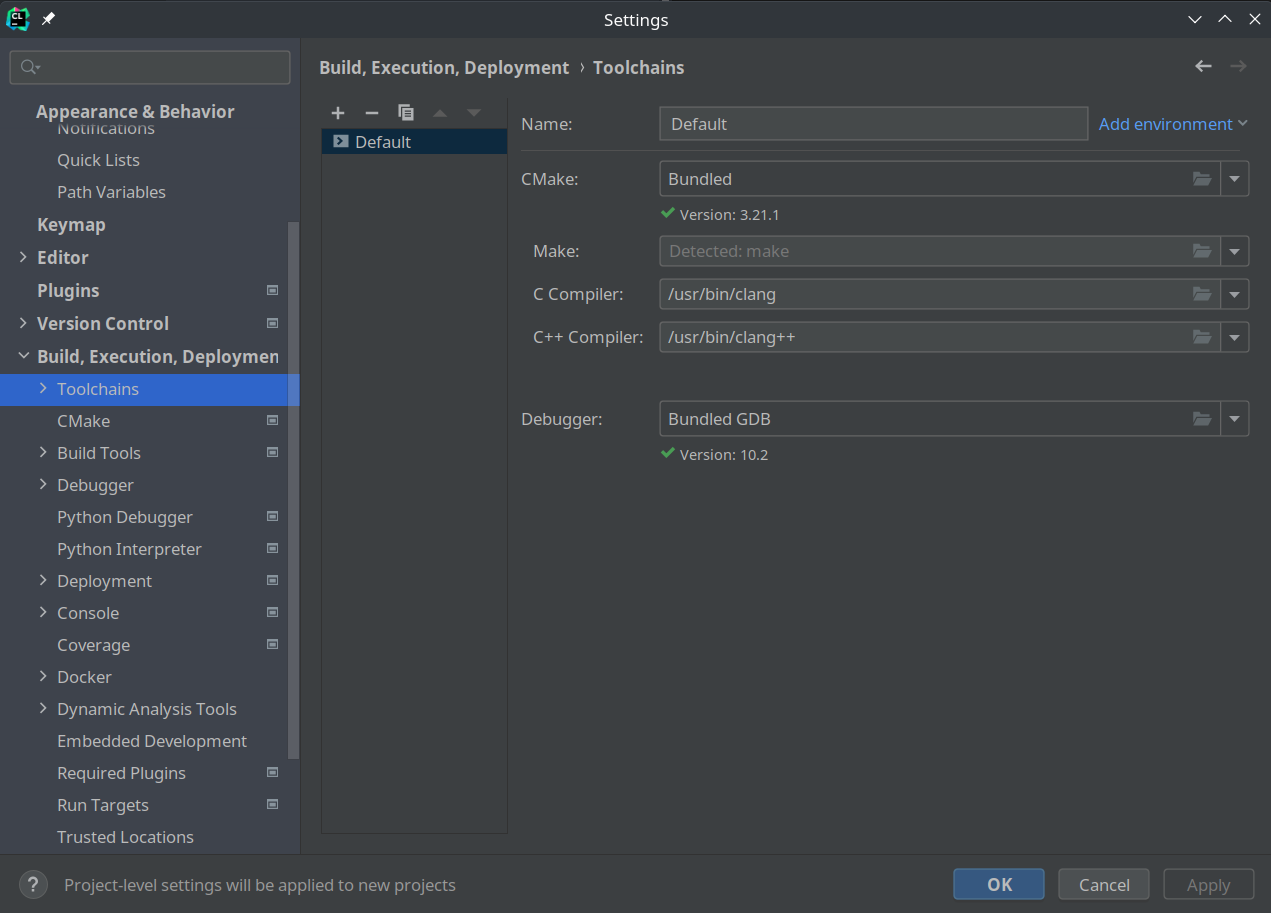 CL
Settings
Build, Execution, Deployment › Toolchains
Appearance & Behavior
Notifications
Quick Lists
Path Variables
Keymap
Editor
Plugins
Version Control
Build, Execution, Deploymen
Toolchains
CMake
Build Tools
Debugger
Python Debugger
Python Interpreter
Deployment
Console
Coverage
Docker
Dynamic Analysis Tools
Embedded Development
Required Plugins
Run Targets
Trusted Locations
Default
Name: Default Add environment
CMake: Bundled
Version: 3.21.1
Make: Detected: make
C Compiler: /usr/bin/clang
C++ Compiler: /usr/bin/clang++
Debugger: Bundled GDB
Version: 10.2
? Project-level settings will be applied to new projects
OK Cancel Apply